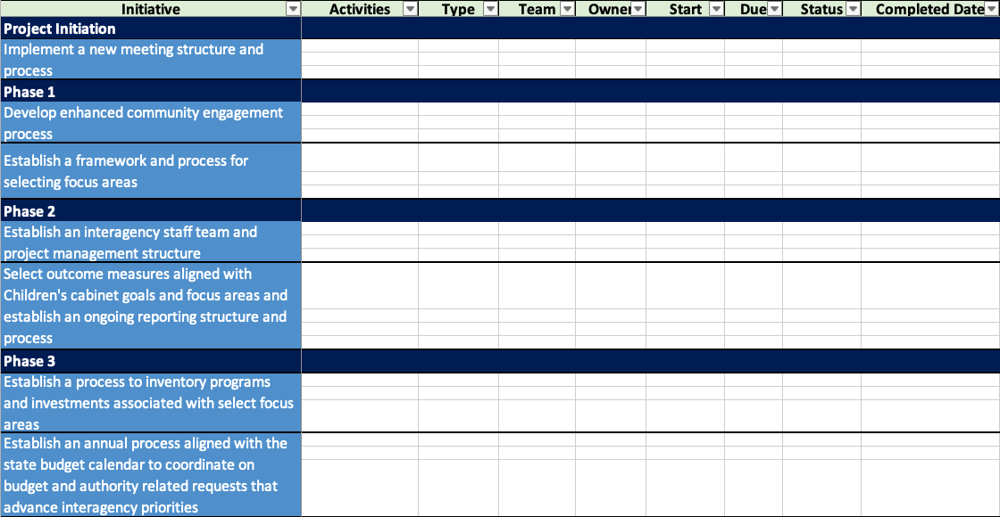 Initiative Activities Type Team Owner Start Due Status Completed Date
Project Initiation
Implement a new meeting structure and
process
Phase 1
Develop enhanced community engagement
process
Establish a framework and process for
selecting focus areas
Phase 2
Establish an interagency staff team and
project management structure
Select outcome measures aligned with
Children's cabinet goals and focus areas and
establish an ongoing reporting structure and
process
Phase 3
Establish a process to inventory programs
and investments associated with select focus
areas
Establish an annual process aligned with the
state budget calendar to coordinate on
budget and authority related requests that
advance interagency priorities